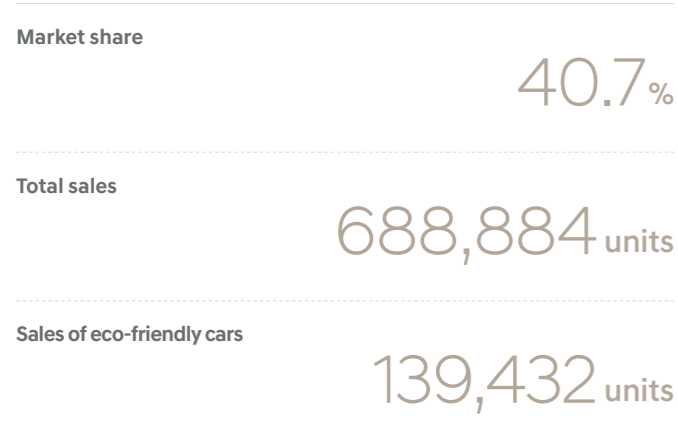 Market share
40.7%
Total sales
688,884 units
Sales of eco-friendly cars
139,432 units